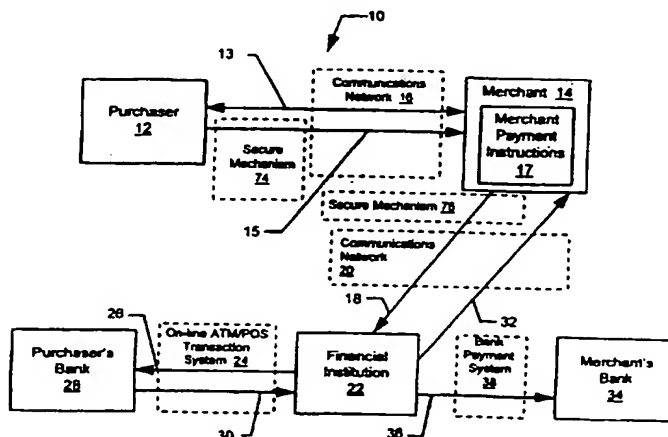 10
13
Communications
Network 16
Merchant 14
Purchaser
12
Merchant
Payment
Instructions
17
Secure
Mechanism
74
15
Secure Mechanism 76
Communications
Network
20
18
32
26
On-line ATM/POS
Transaction
System 24
Purchaser's
Bank
28
Financial
Institution
22
Bank
Payment
System
38
Merchant's
Bank
34
30
36